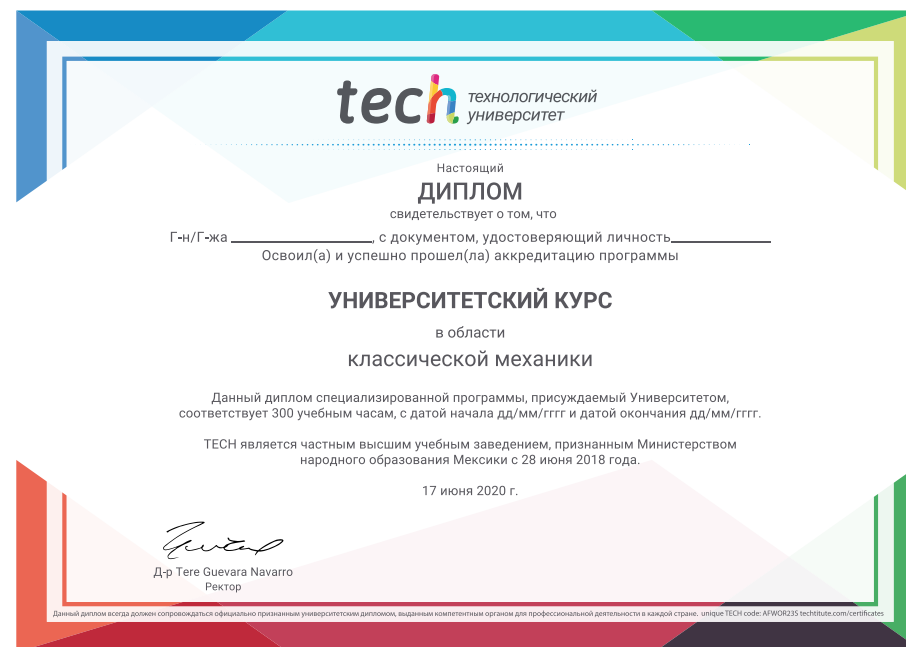 tech технологический
университет
Настоящий
ДИПЛОМ
свидетельствует о том, что
Г-н/Г-жа ____________________, с документом, удостоверяющий личность______________
Освоил(а) и успешно прошел(ла) аккредитацию программы
УНИВЕРСИТЕТСКИЙ КУРС
в области
классической механики
Данный диплом специализированной программы, присуждаемый Университетом,
соответствует 300 учебным часам, с датой начала дд/мм/гггг и датой окончания дд/мм/гггг.
TECH является частным высшим учебным заведением, признанным Министерством
народного образования Мексики с 28 июня 2018 года.
17 июня 2020 г.
Д-р Tere Guevara Navarro
Ректор
Данный диплом всегда должен сопровождаться официально признанным университетским дипломом, выданным компетентным органом для профессиональной деятельности в каждой стране. unique TECH code: AFWOR23S techtitute.com/certificates